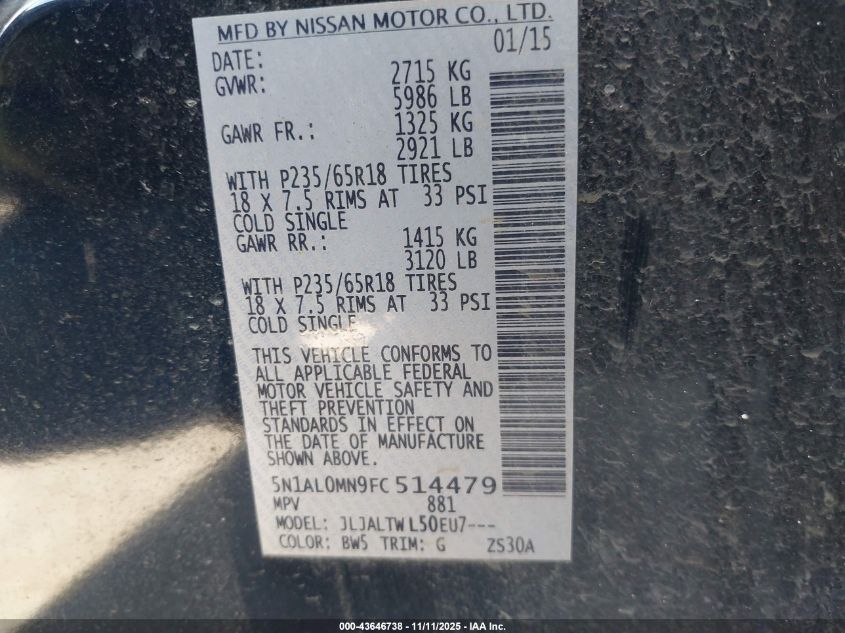 MFD BY NISSAN MOTOR CO., LTD.
DATE: 01/15
GVWR: 2715 KG
5986 LB
GAWR FR.: 1325 KG
2921 LB
WITH P235/65R18 TIRES
18 X 7.5 RIMS AT 33 PSI
COLD SINGLE
GAWR RR.: 1415 KG
3120 LB
WITH P235/65R18 TIRES
18 X 7.5 RIMS AT 33 PSI
COLD SINGLE
THIS VEHICLE CONFORMS TO
ALL APPLICABLE FEDERAL
MOTOR VEHICLE SAFETY AND
THEFT PREVENTION
STANDARDS IN EFFECT ON
THE DATE OF MANUFACTURE
SHOWN ABOVE.
5N1AL0MN9FC514479
MPV 881
MODEL: JLJALTWL50EU7---
COLOR: BW5 TRIM: G ZS30A
000-43646738 - 11/11/2025 - IAA Inc.